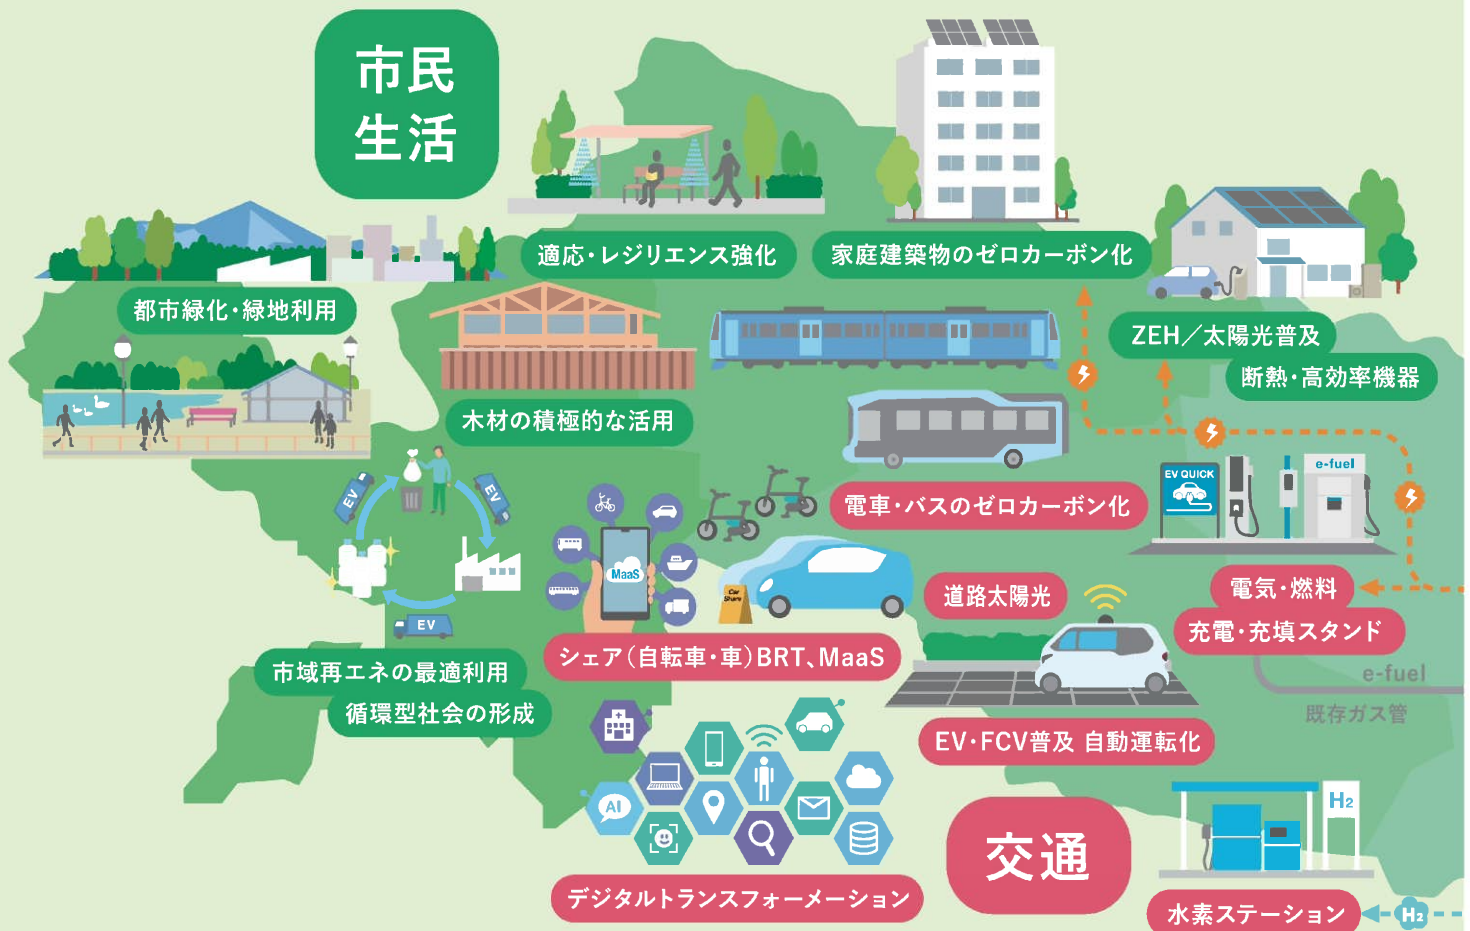 市民
生活
適応・レジリエンス強化
家庭建築物のゼロカーボン化
都市緑化・緑地利用
ZEH／太陽光普及
断熱・高効率機器
木材の積極的な活用
EV QUICK
e-fuel
電車・バスのゼロカーボン化
EV
EV
MaaS
Car
Share
道路太陽光
電気・燃料
充電・充填スタンド
EV
シェア（自転車・車）BRT、MaaS
市域再エネの最適利用
循環型社会の形成
e-fuel
既存ガス管
EV・FCV普及 自動運転化
AI
H2
交通
デジタルトランスフォーメーション
水素ステーション
H2